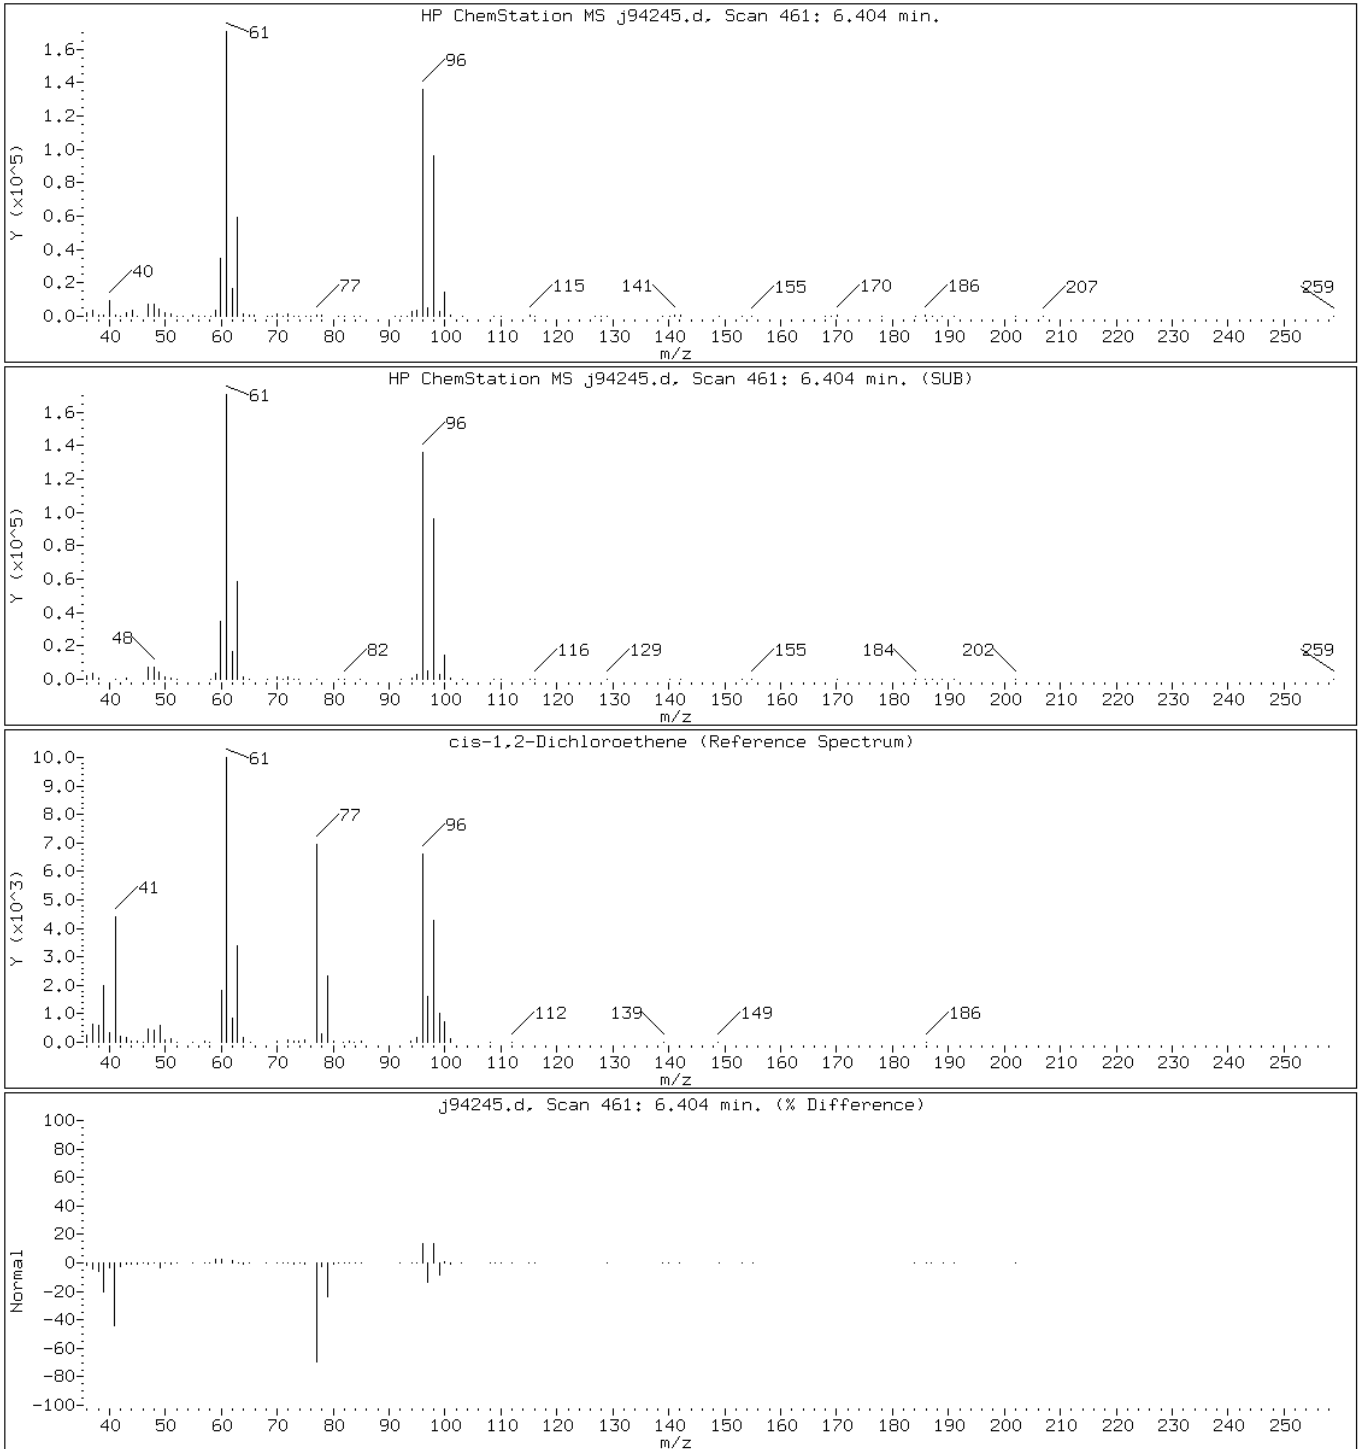 HP ChemStation MS j94245.d, Scan 461: 6.404 min.
61
1.6
96
1.4
1.2
1.0
Y (x10^5)
0.8
0.6
0.4
40 77 115 141 155 170 186 207 259
0.2
0.0
40 50 60 70 80 90 100 110 120 130 140 150 160 170 180 190 200 210 220 230 240 250
m/z
HP ChemStation MS j94245.d, Scan 461: 6.404 min. (SUB)
61
1.6
96
1.4
1.2
1.0
Y (x10^5)
0.8
0.6
0.4
48 82 116 129 155 184 202 259
0.2
0.0
40 50 60 70 80 90 100 110 120 130 140 150 160 170 180 190 200 210 220 230 240 250
m/z
cis-1,2-Dichloroethene (Reference Spectrum)
10.0 61
9.0
8.0 77
96
7.0
6.0
41
5.0
Y (x10^3)
4.0
3.0
2.0
1.0 112 139 149 186
0.0
40 50 60 70 80 90 100 110 120 130 140 150 160 170 180 190 200 210 220 230 240 250
m/z
j94245.d, Scan 461: 6.404 min. (% Difference)
100
80
60
40
20
0
Normal
-20
-40
-60
-80
-100
40 50 60 70 80 90 100 110 120 130 140 150 160 170 180 190 200 210 220 230 240 250
m/z